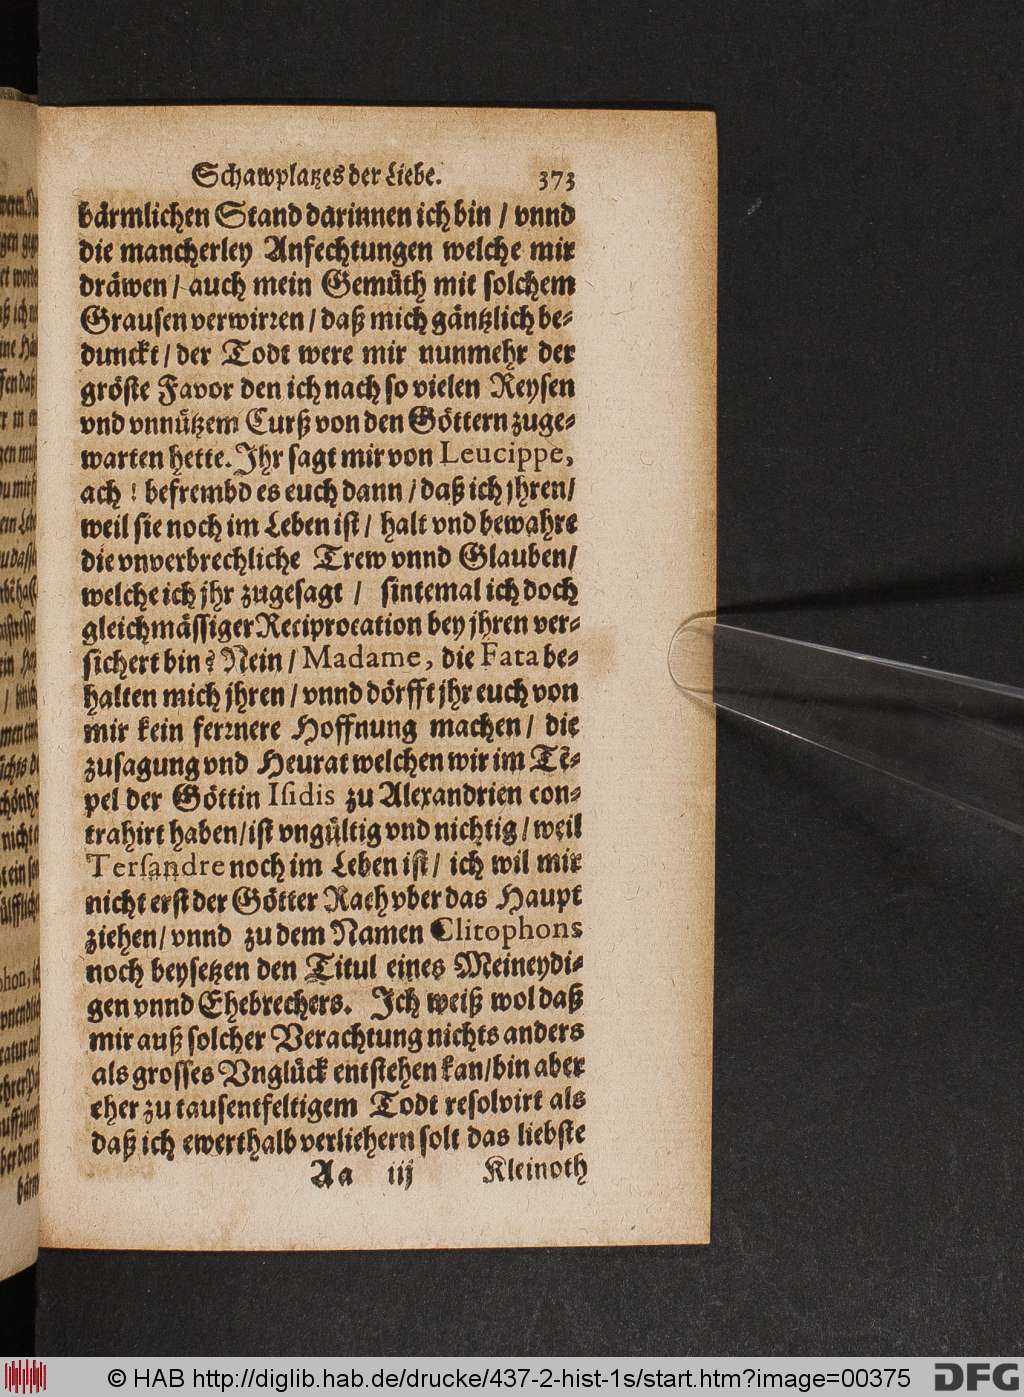 Schawplatzes der Liebe. 373
bärmlichen Stand darinnen ich bin / vnnd
die mancherley Anfechtungen welche mir
dräwen / auch mein Gemüth mit solchem
Grausen verwirren / daß mich gäntzlich be-
dunckt / der Todt were mir nunmehr der
gröste Favor den ich nach so vielen Reysen
vnd vnnützem Curß von den Göttern zuge-
warten hette. Ihr sagt mir von Leucippe,
ach ! befrembd es euch dann / daß ich jhren /
weil sie noch im Leben ist / halt vnd bewahre
die vnverbrechliche Trew vnnd Glauben /
welche ich jhr zugesagt / sintemal ich doch
gleichmässiger Reciprocation bey jhren ver-
sichert bin? Nein / Madame, die Fata be-
halten mich jhren / vnnd dörfft jhr euch von
mir kein ferrnere Hoffnung machen / die
zusagung vnd Heurat welchen wir im Tē-
pel der Göttin Isidis zu Alexandrien con-
trahirt haben / ist vngültig vnd nichtig / weil
Tersandre noch im Leben ist / ich wil mir
nicht erst der Götter Rach vber das Haupt
ziehen / vnnd zu dem Namen Clitophons
noch beysetzen den Titul eines Meineydi-
gen vnnd Ehebrechers. Ich weiß wol daß
mir auß solcher Verachtung nichts anders
als grosses Vnglück entstehen kan / bin aber
eher zu tausentfeltigem Todt resolvirt als
daß ich ewerthalb verliehern solt das liebste
Aa iij Kleinoth
© HAB http://diglib.hab.de/drucke/437-2-hist-1s/start.htm?image=00375 DFG